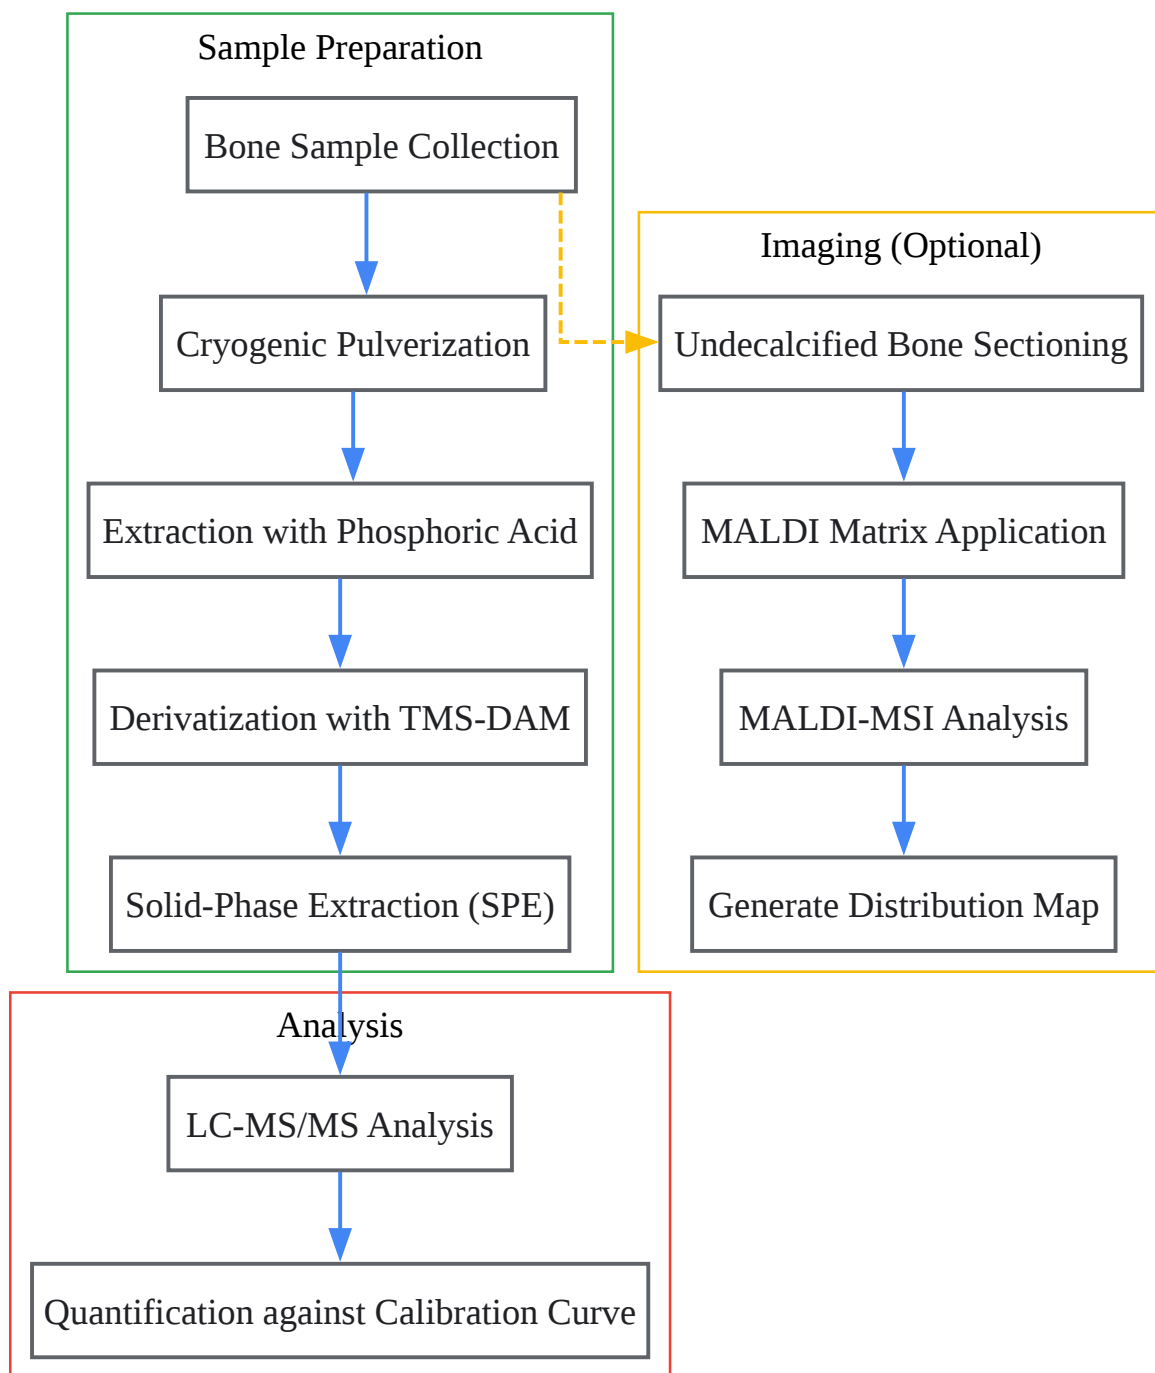 Sample Preparation
Bone Sample Collection
Cryogenic Pulverization
Extraction with Phosphoric Acid
Derivatization with TMS-DAM
Solid-Phase Extraction (SPE)
Imaging (Optional)
Undecalcified Bone Sectioning
MALDI Matrix Application
MALDI-MSI Analysis
Generate Distribution Map
Analysis
LC-MS/MS Analysis
Quantification against Calibration Curve